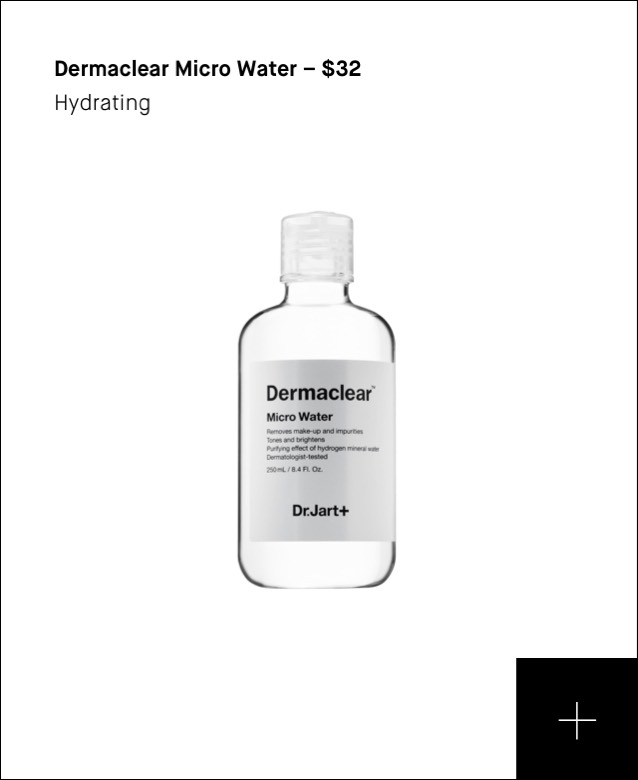 Dermaclear Micro Water – $32
Hydrating
Dermaclear™
Micro Water
Removes make-up and impurities
Tones and brightens
Purifying effect of hydrogen mineral water
Dermatologist-tested
250mL / 8.4 Fl. Oz.
Dr.Jart+